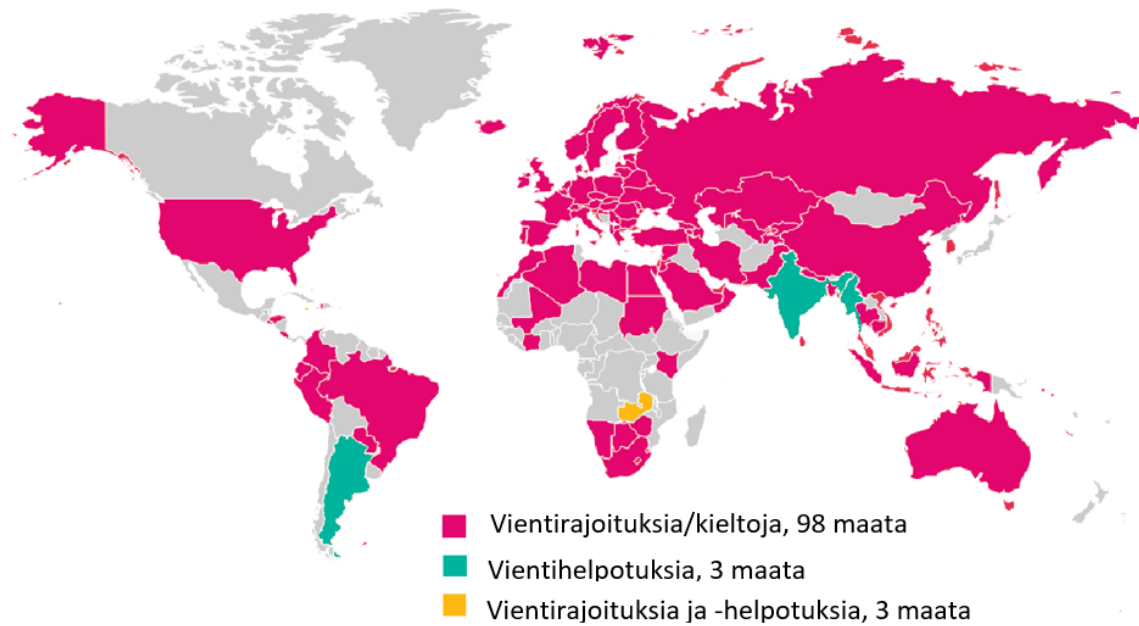 Vientirajoituksia/kieltoja, 98 maata
Vientihelpotuksia, 3 maata
Vientirajoituksia ja -helpotuksia, 3 maata